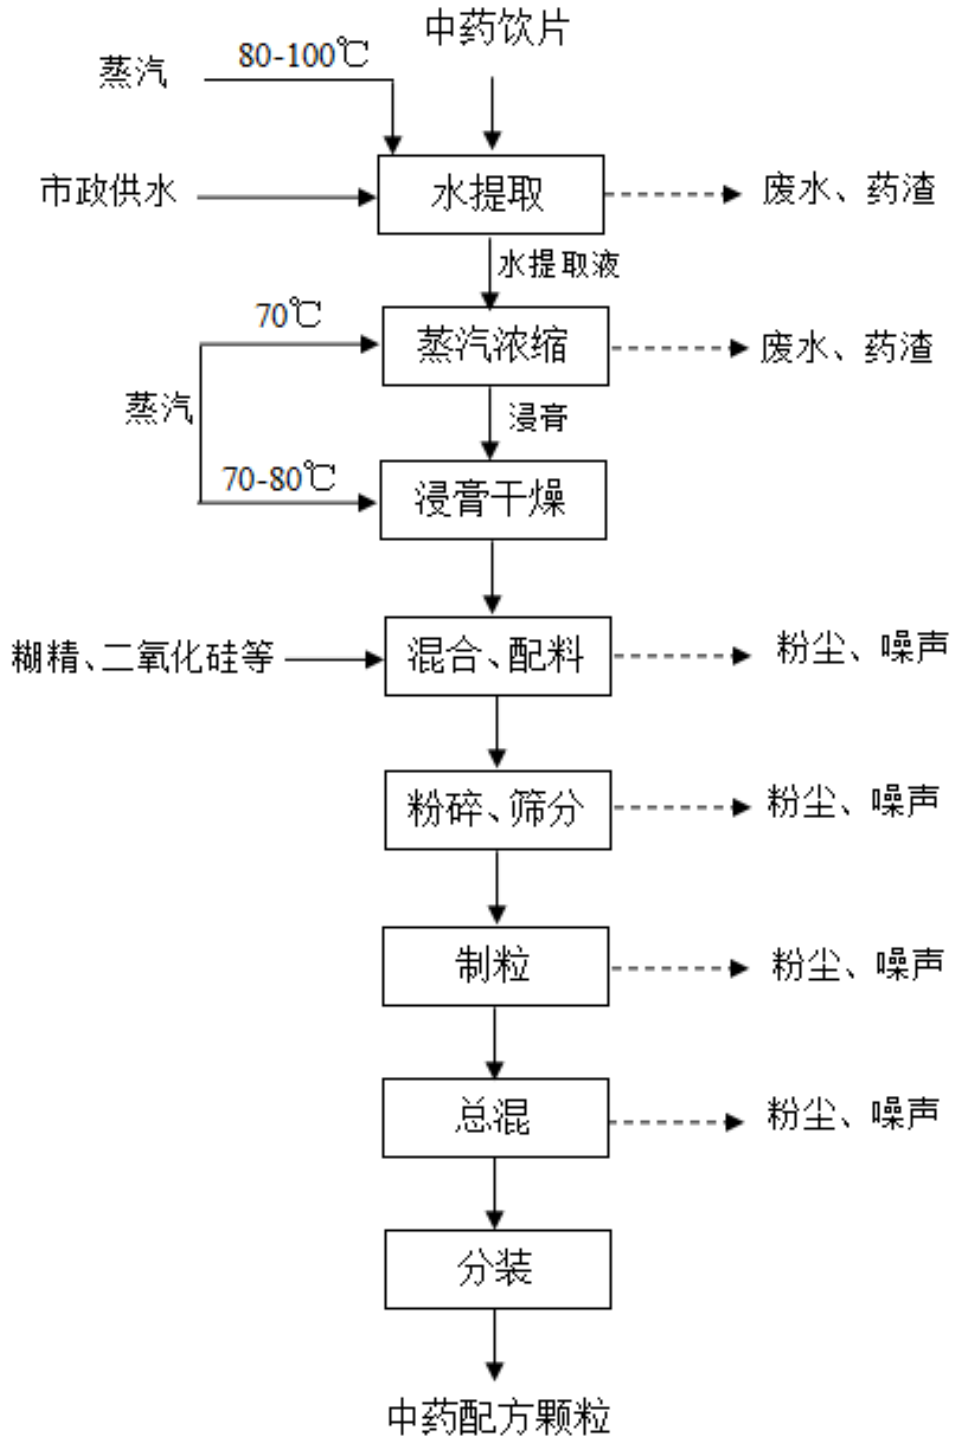 中药饮片
80-100℃
蒸汽
市政供水
水提取
废水、药渣
水提取液
70℃
蒸汽浓缩
废水、药渣
蒸汽
浸膏
70-80℃
浸膏干燥
糊精、二氧化硅等
混合、配料
粉尘、噪声
粉碎、筛分
粉尘、噪声
制粒
粉尘、噪声
总混
粉尘、噪声
分装
中药配方颗粒